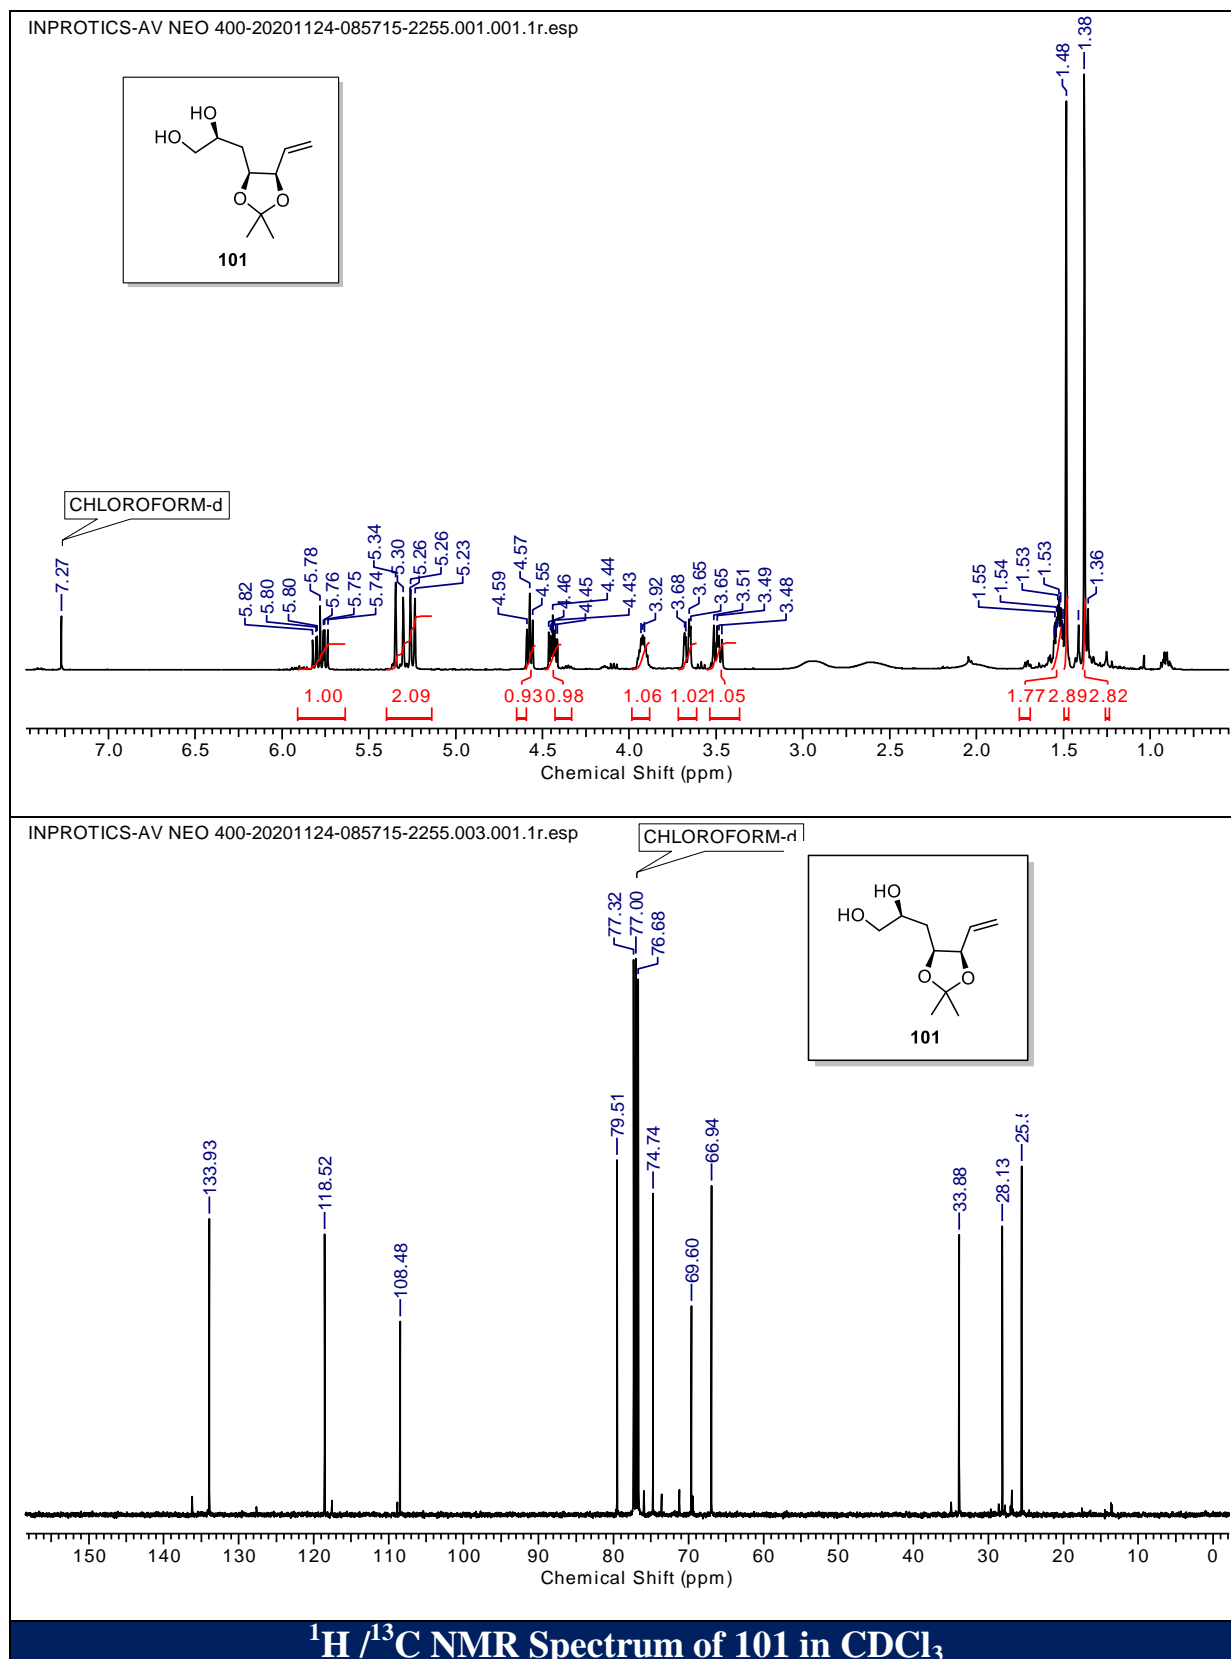 INPROTICS-AV NEO 400-20201124-085715-2255.001.001.1r.esp
HO
HO
O
O
101
CHLOROFORM-d
7.27
5.82
5.80
5.80
5.78
5.76
5.75
5.74
5.34
5.30
5.26
5.26
5.23
4.59
4.57
4.55
4.46
4.45
4.44
4.43
3.92
3.68
3.65
3.65
3.51
3.49
3.48
1.55
1.54
1.53
1.53
1.48
1.38
1.36
1.00 2.09 0.93 0.98 1.06 1.02 1.05 1.77 2.89 2.82
7.0 6.5 6.0 5.5 5.0 4.5 4.0 3.5 3.0 2.5 2.0 1.5 1.0
Chemical Shift (ppm)
INPROTICS-AV NEO 400-20201124-085715-2255.003.001.1r.esp
CHLOROFORM-d
HO
HO
O
O
101
133.93
118.52
108.48
79.51
77.32
77.00
76.68
74.74
69.60
66.94
33.88
28.13
25.5
150 140 130 120 110 100 90 80 70 60 50 40 30 20 10 0
Chemical Shift (ppm)
¹H /¹³C NMR Spectrum of 101 in CDCl₃